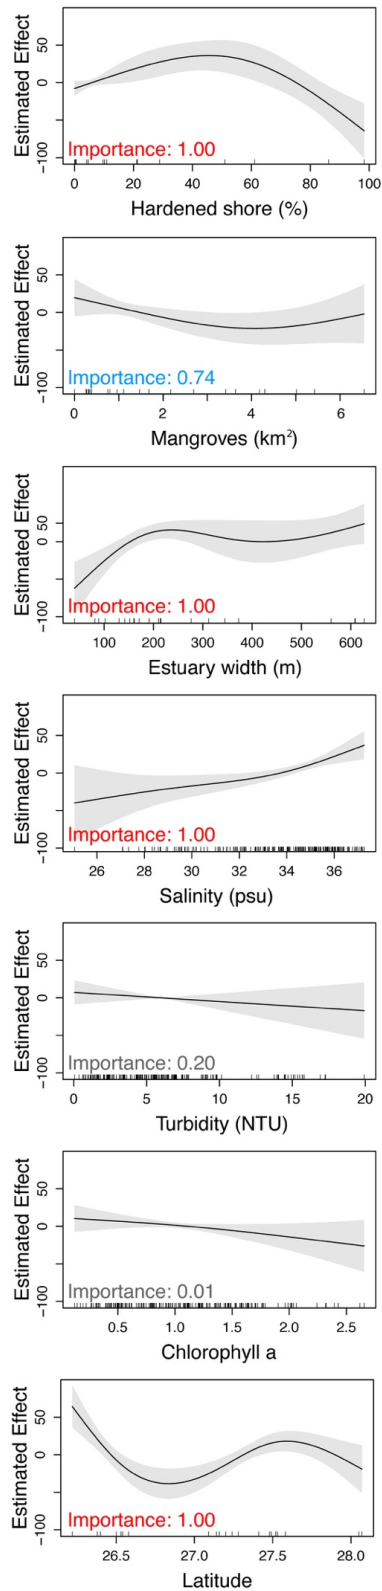 Estimated Effect
50
0
-100
Importance: 1.00
0 20 40 60 80 100
Hardened shore (%)
Estimated Effect
50
0
-100
Importance: 0.74
0 2 4 6
Mangroves (km²)
Estimated Effect
50
0
-100
Importance: 1.00
100 200 300 400 500 600
Estuary width (m)
Estimated Effect
50
0
-100
Importance: 1.00
26 28 30 32 34 36
Salinity (psu)
Estimated Effect
50
0
-100
Importance: 0.20
0 5 10 15 20
Turbidity (NTU)
Estimated Effect
50
0
-100
Importance: 0.01
0.5 1.0 1.5 2.0 2.5
Chlorophyll a
Estimated Effect
50
0
-100
Importance: 1.00
26.5 27.0 27.5 28.0
Latitude